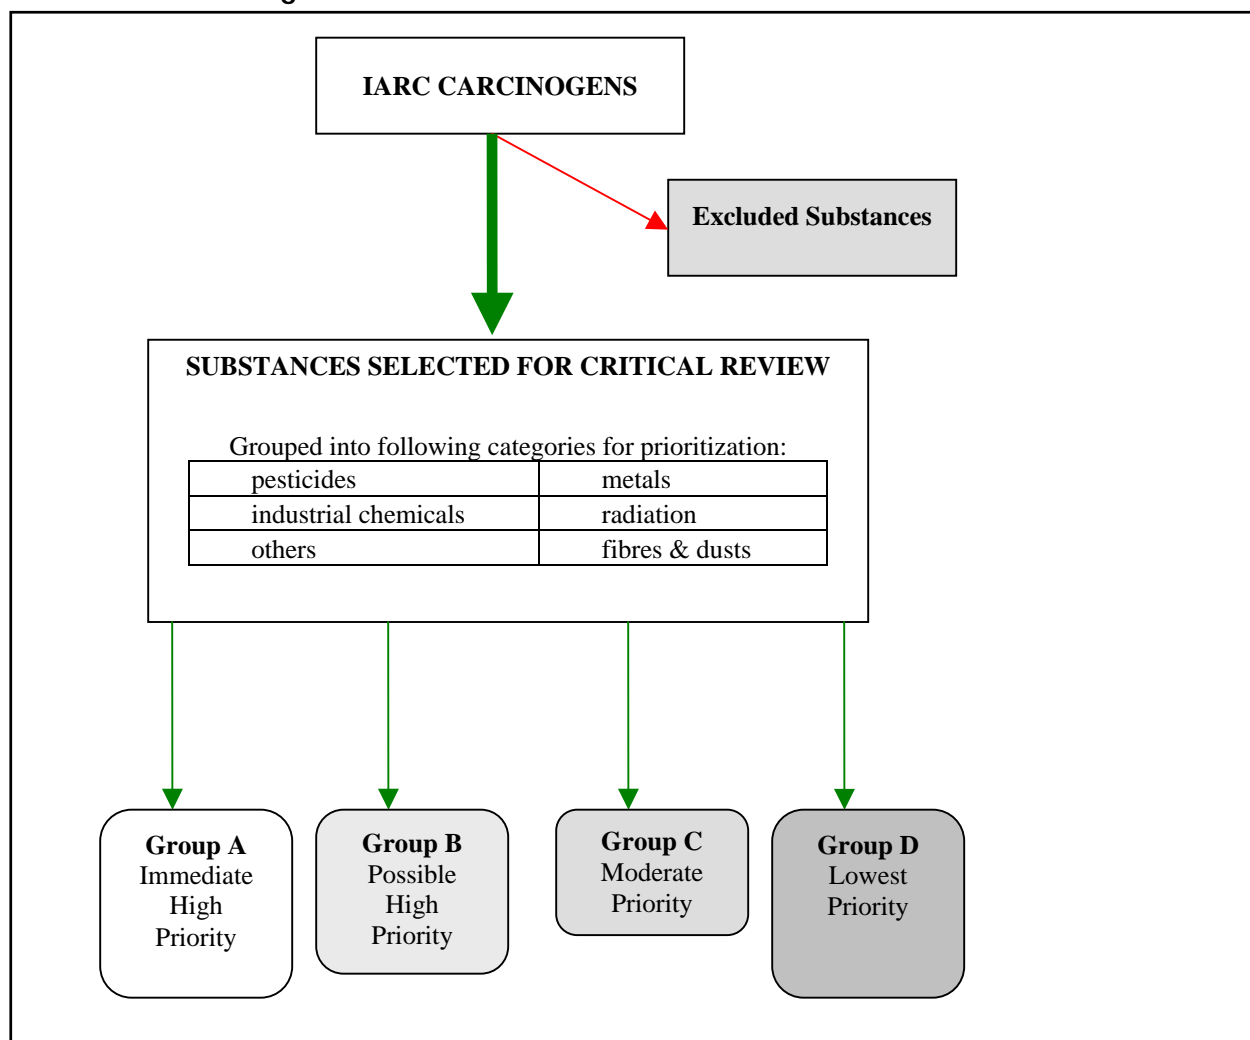 IARC CARCINOGENS
Excluded Substances
SUBSTANCES SELECTED FOR CRITICAL REVIEW
Grouped into following categories for prioritization:
pesticides metals
industrial chemicals radiation
others fibres & dusts
Group A
Immediate
High
Priority
Group B
Possible
High
Priority
Group C
Moderate
Priority
Group D
Lowest
Priority